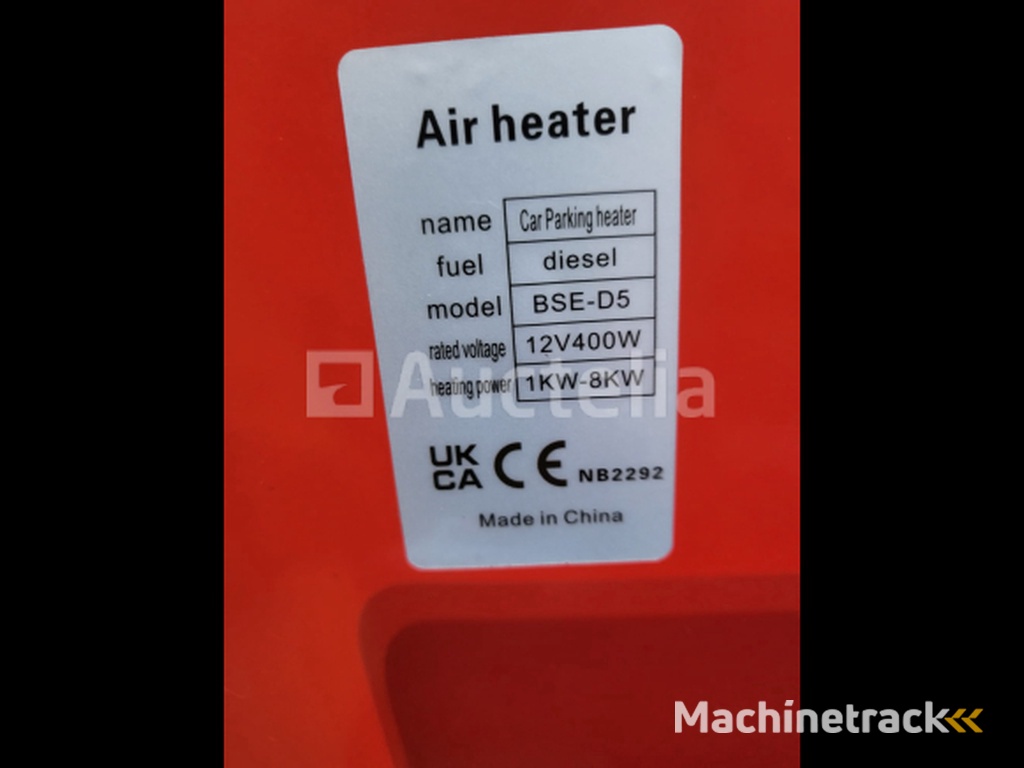 Air heater
name Car Parking heater
fuel diesel
model BSE-D5
rated voltage 12V400W
heating power 1KW-8KW
Auctelia
UK
CA CE NB2292
Made in China
Machinetrack